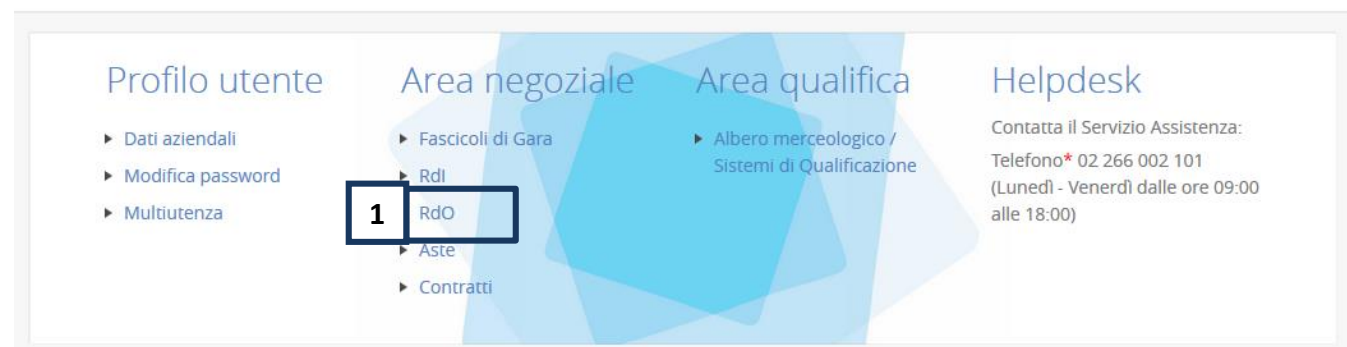 Profilo utente
Dati aziendali
Modifica password
Multiutenza
Area negoziale
Fascicoli di Gara
RdI
1
RdO
Aste
Contratti
Area qualifica
Albero merceologico /
Sistemi di Qualificazione
Helpdesk
Contatta il Servizio Assistenza:
Telefono* 02 266 002 101
(Lunedì - Venerdì dalle ore 09:00
alle 18:00)